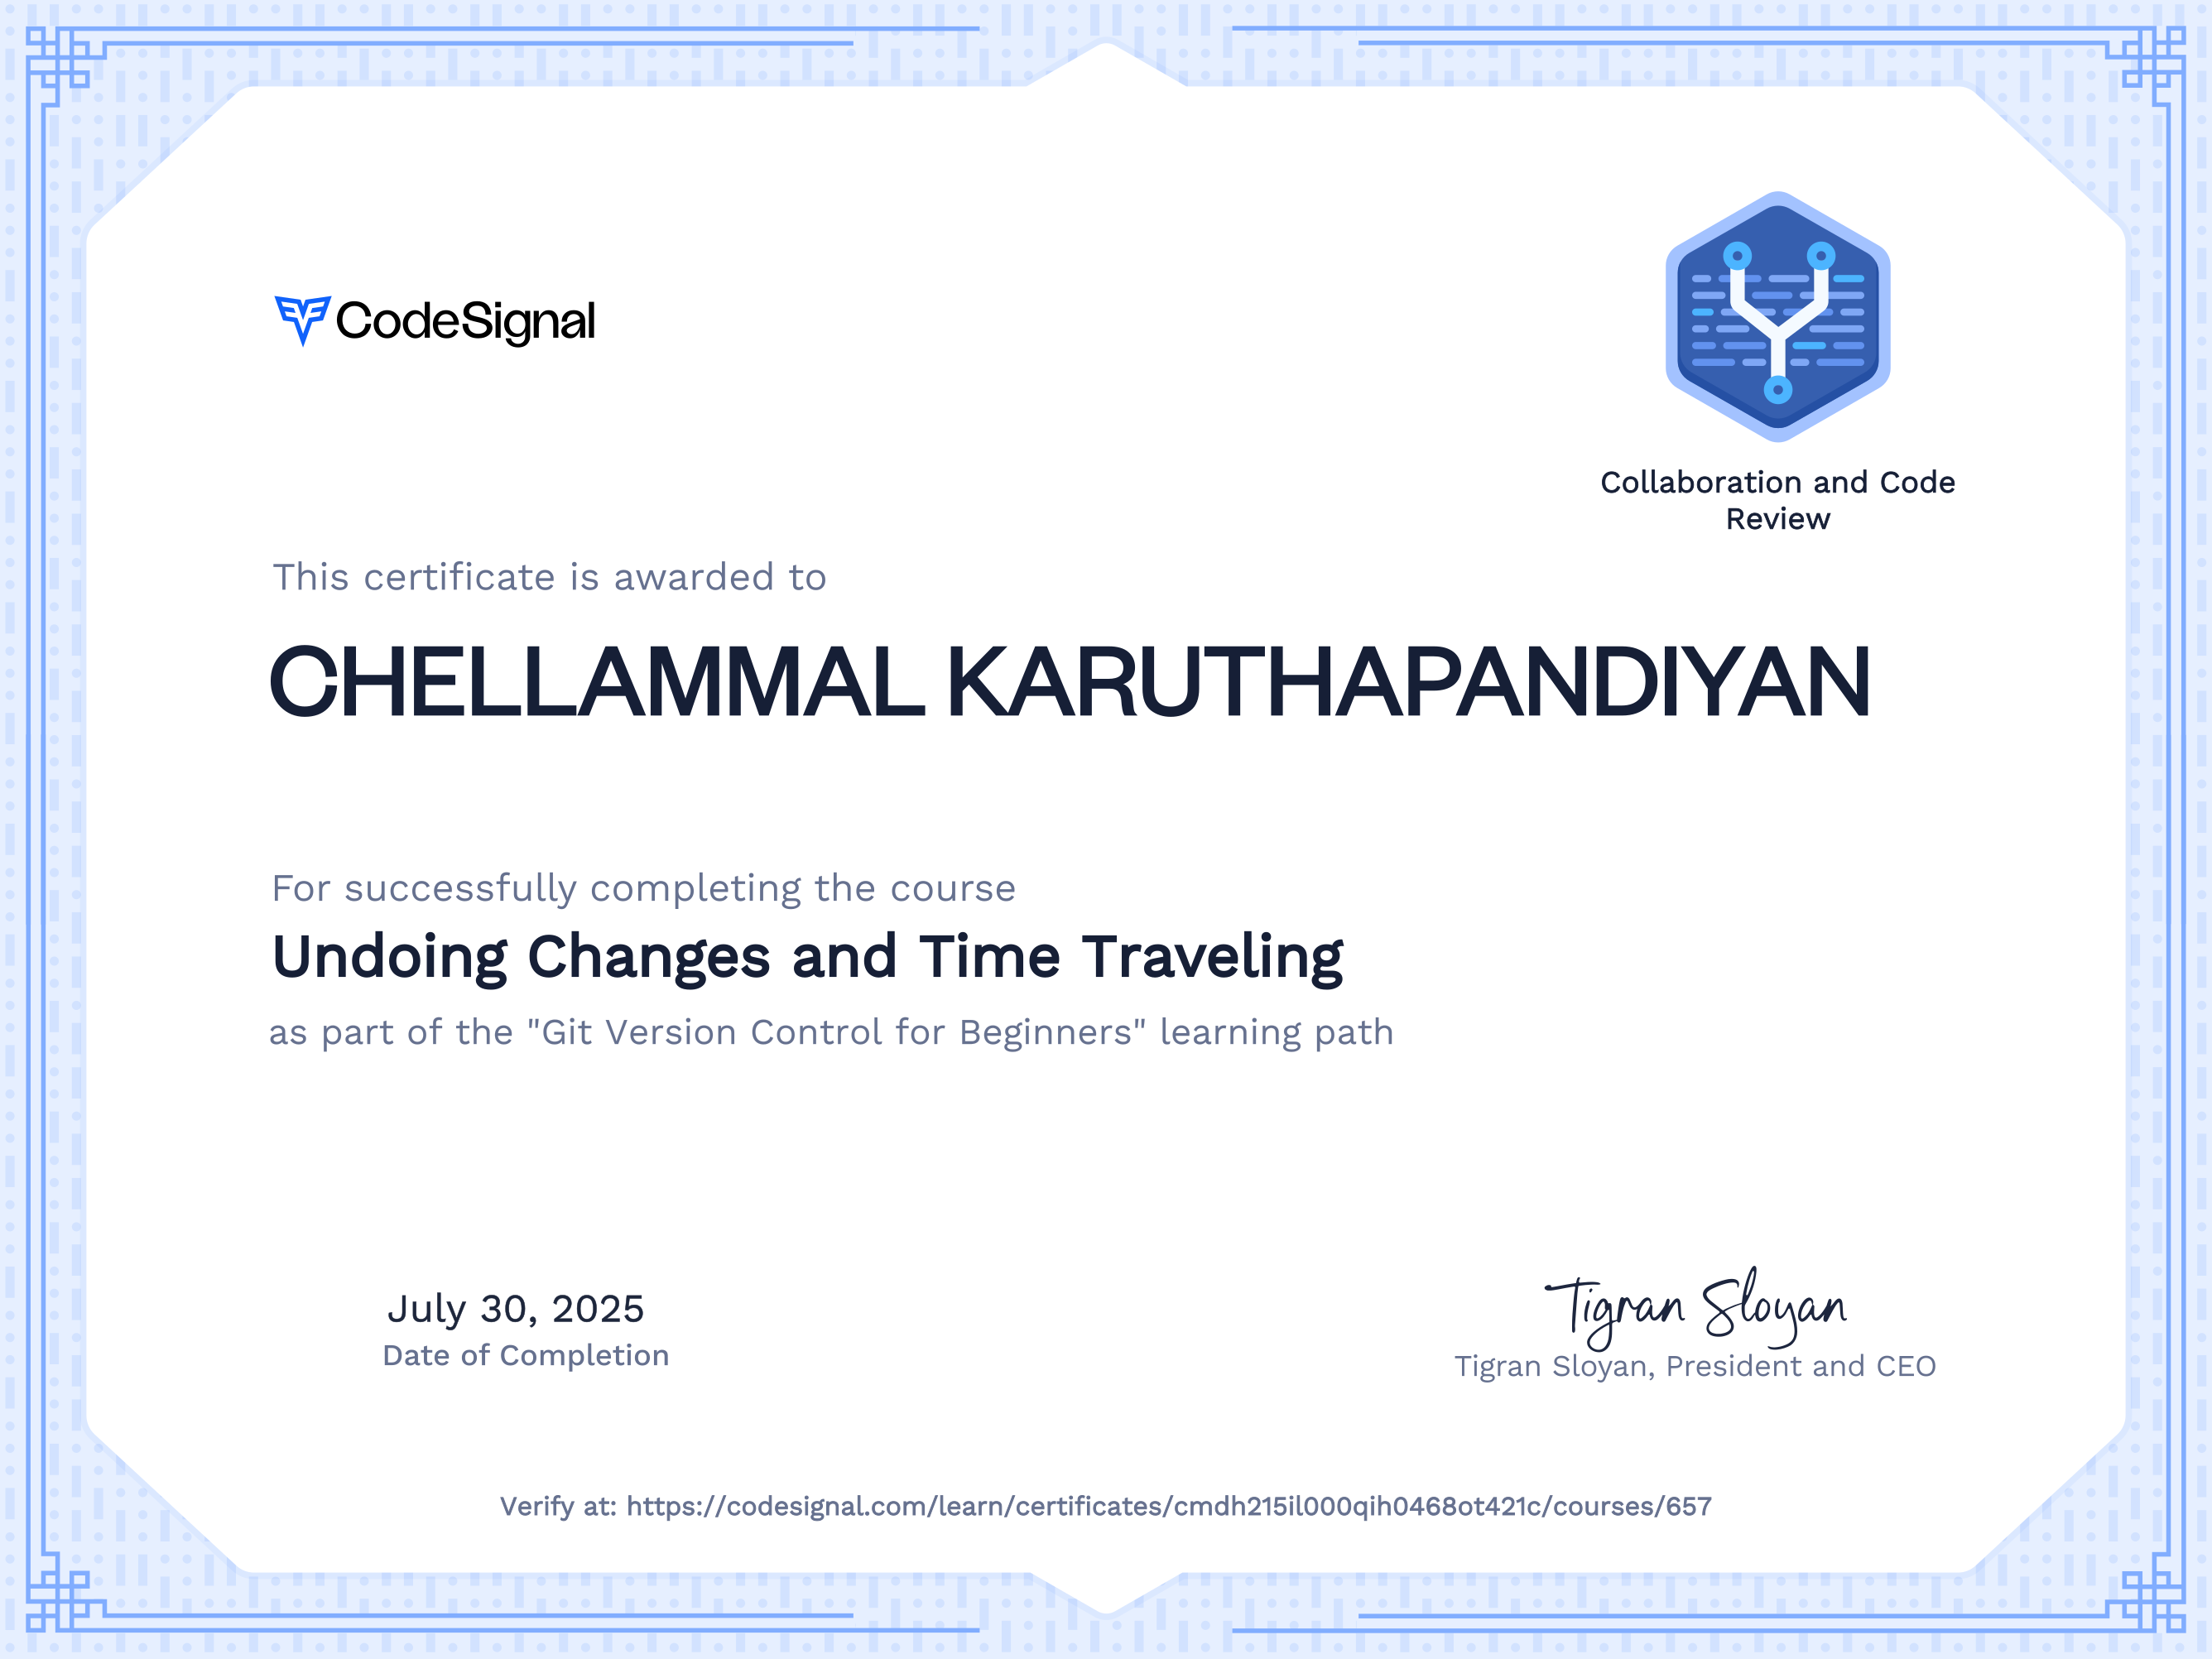 CodeSignal
Collaboration and Code
Review
This certificate is awarded to
CHELLAMMAL KARUTHAPANDIYAN
For successfully completing the course
Undoing Changes and Time Traveling
as part of the "Git Version Control for Beginners" learning path
July 30, 2025
Date of Completion
Tigran Sloyan
Tigran Sloyan, President and CEO
Verify at: https://codesignal.com/learn/certificates/cmdh215il000qih0468ot421c/courses/657